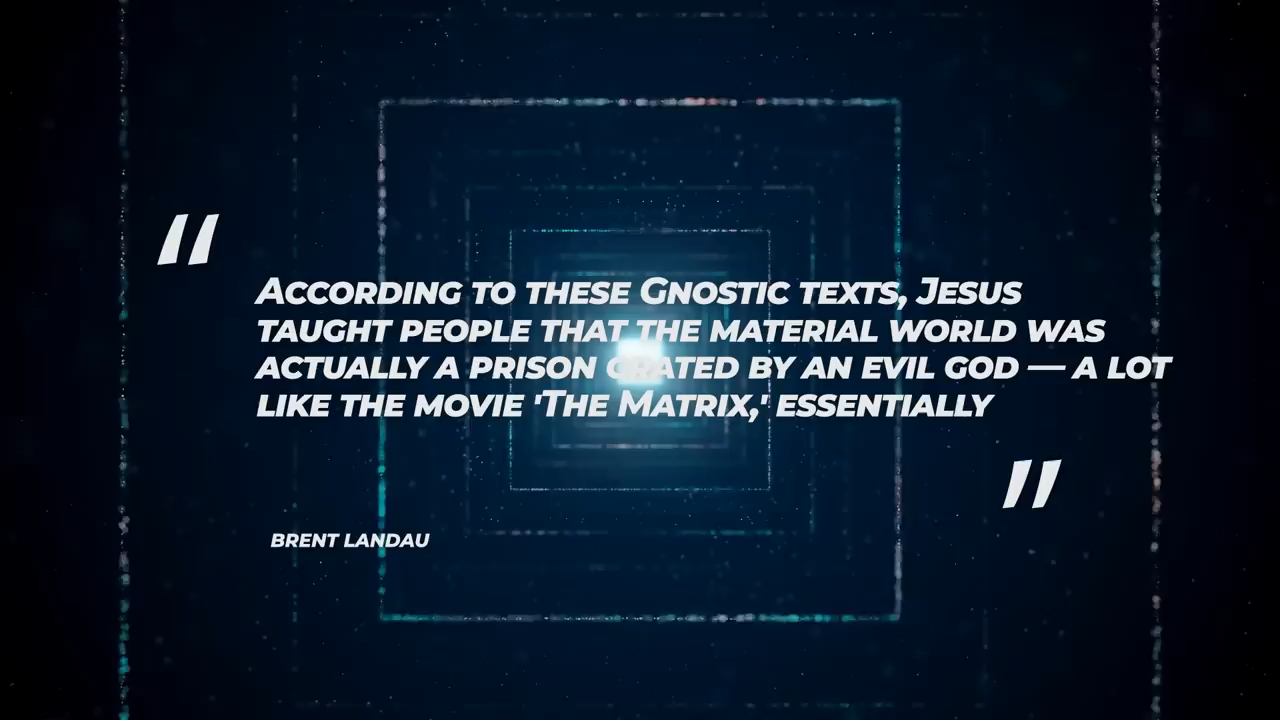 “
According to these Gnostic texts, Jesus
taught people that the material world was
actually a prison crated by an evil god — a lot
like the movie 'The Matrix,' essentially
”
Brent Landau